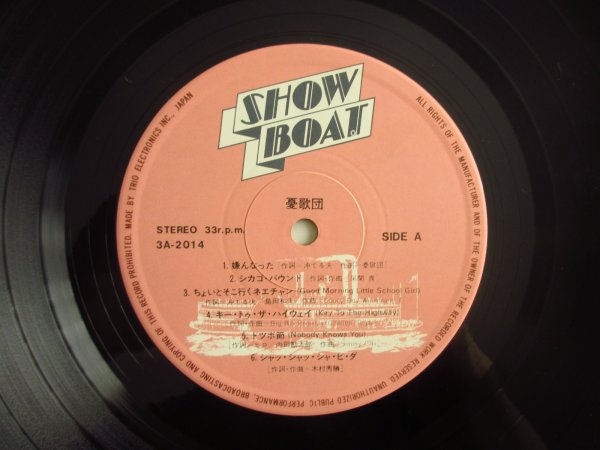 SHOW
BOAT
憂歌団
STEREO 33r.p.m.
3A-2014
SIDE A
1. 嫌んなった
2. シカゴ・バウンド
3. ちょいとそこ行くネエチャン (Good Morning Little School Girl)
4. キー・トゥ・ザ・ハイウェイ (Key To The Highway)
5. ドツボ節 (Nobody Knows You)
6. シャッ・シャッ・シャ・ヒ・ダ
[作詞・作曲-木村秀勝]
MADE BY TRIO ELECTRONICS INC., JAPAN
ALL RIGHTS OF THE MANUFACTURER AND OF THE OWNER OF THE RECORDED WORK RESERVED. UNAUTHORIZED PUBLIC PERFORMANCE, BROADCASTING AND COPYING OF THIS RECORD PROHIBITED.